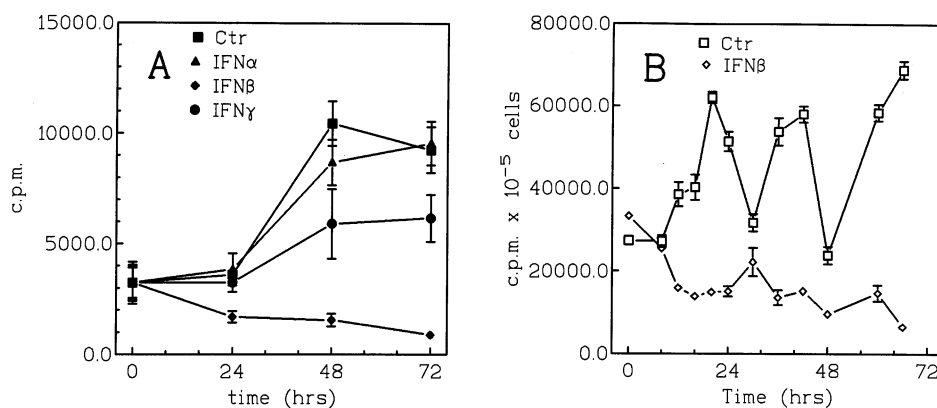 A
Ctr
IFNα
IFNβ
IFNγ
15000.0
10000.0
5000.0
0.0
c.p.m.
0 24 48 72
time (hrs)
B
Ctr
IFNβ
80000.0
60000.0
40000.0
20000.0
0.0
c.p.m. x 10⁻⁵ cells
0 24 48 72
Time (hrs)